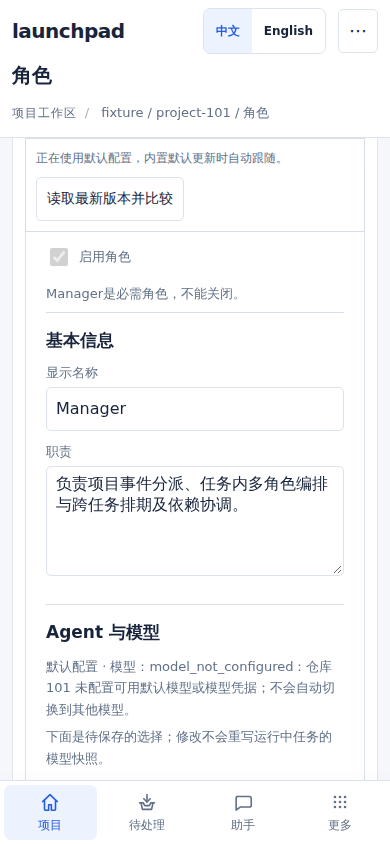 launchpad
中文 English ...
角色
项目工作区 / fixture / project-101 / 角色
正在使用默认配置，内置默认更新时自动跟随。
读取最新版本并比较
启用角色
Manager是必需角色，不能关闭。
基本信息
显示名称
Manager
职责
负责项目事件分派、任务内多角色编排
与跨任务排期及依赖协调。
Agent 与模型
默认配置 · 模型：model_not_configured：仓库
101 未配置可用默认模型或模型凭据；不会自动切
换到其他模型。
下面是待保存的选择；修改不会重写运行中任务的
模型快照。
项目 待处理 助手 更多